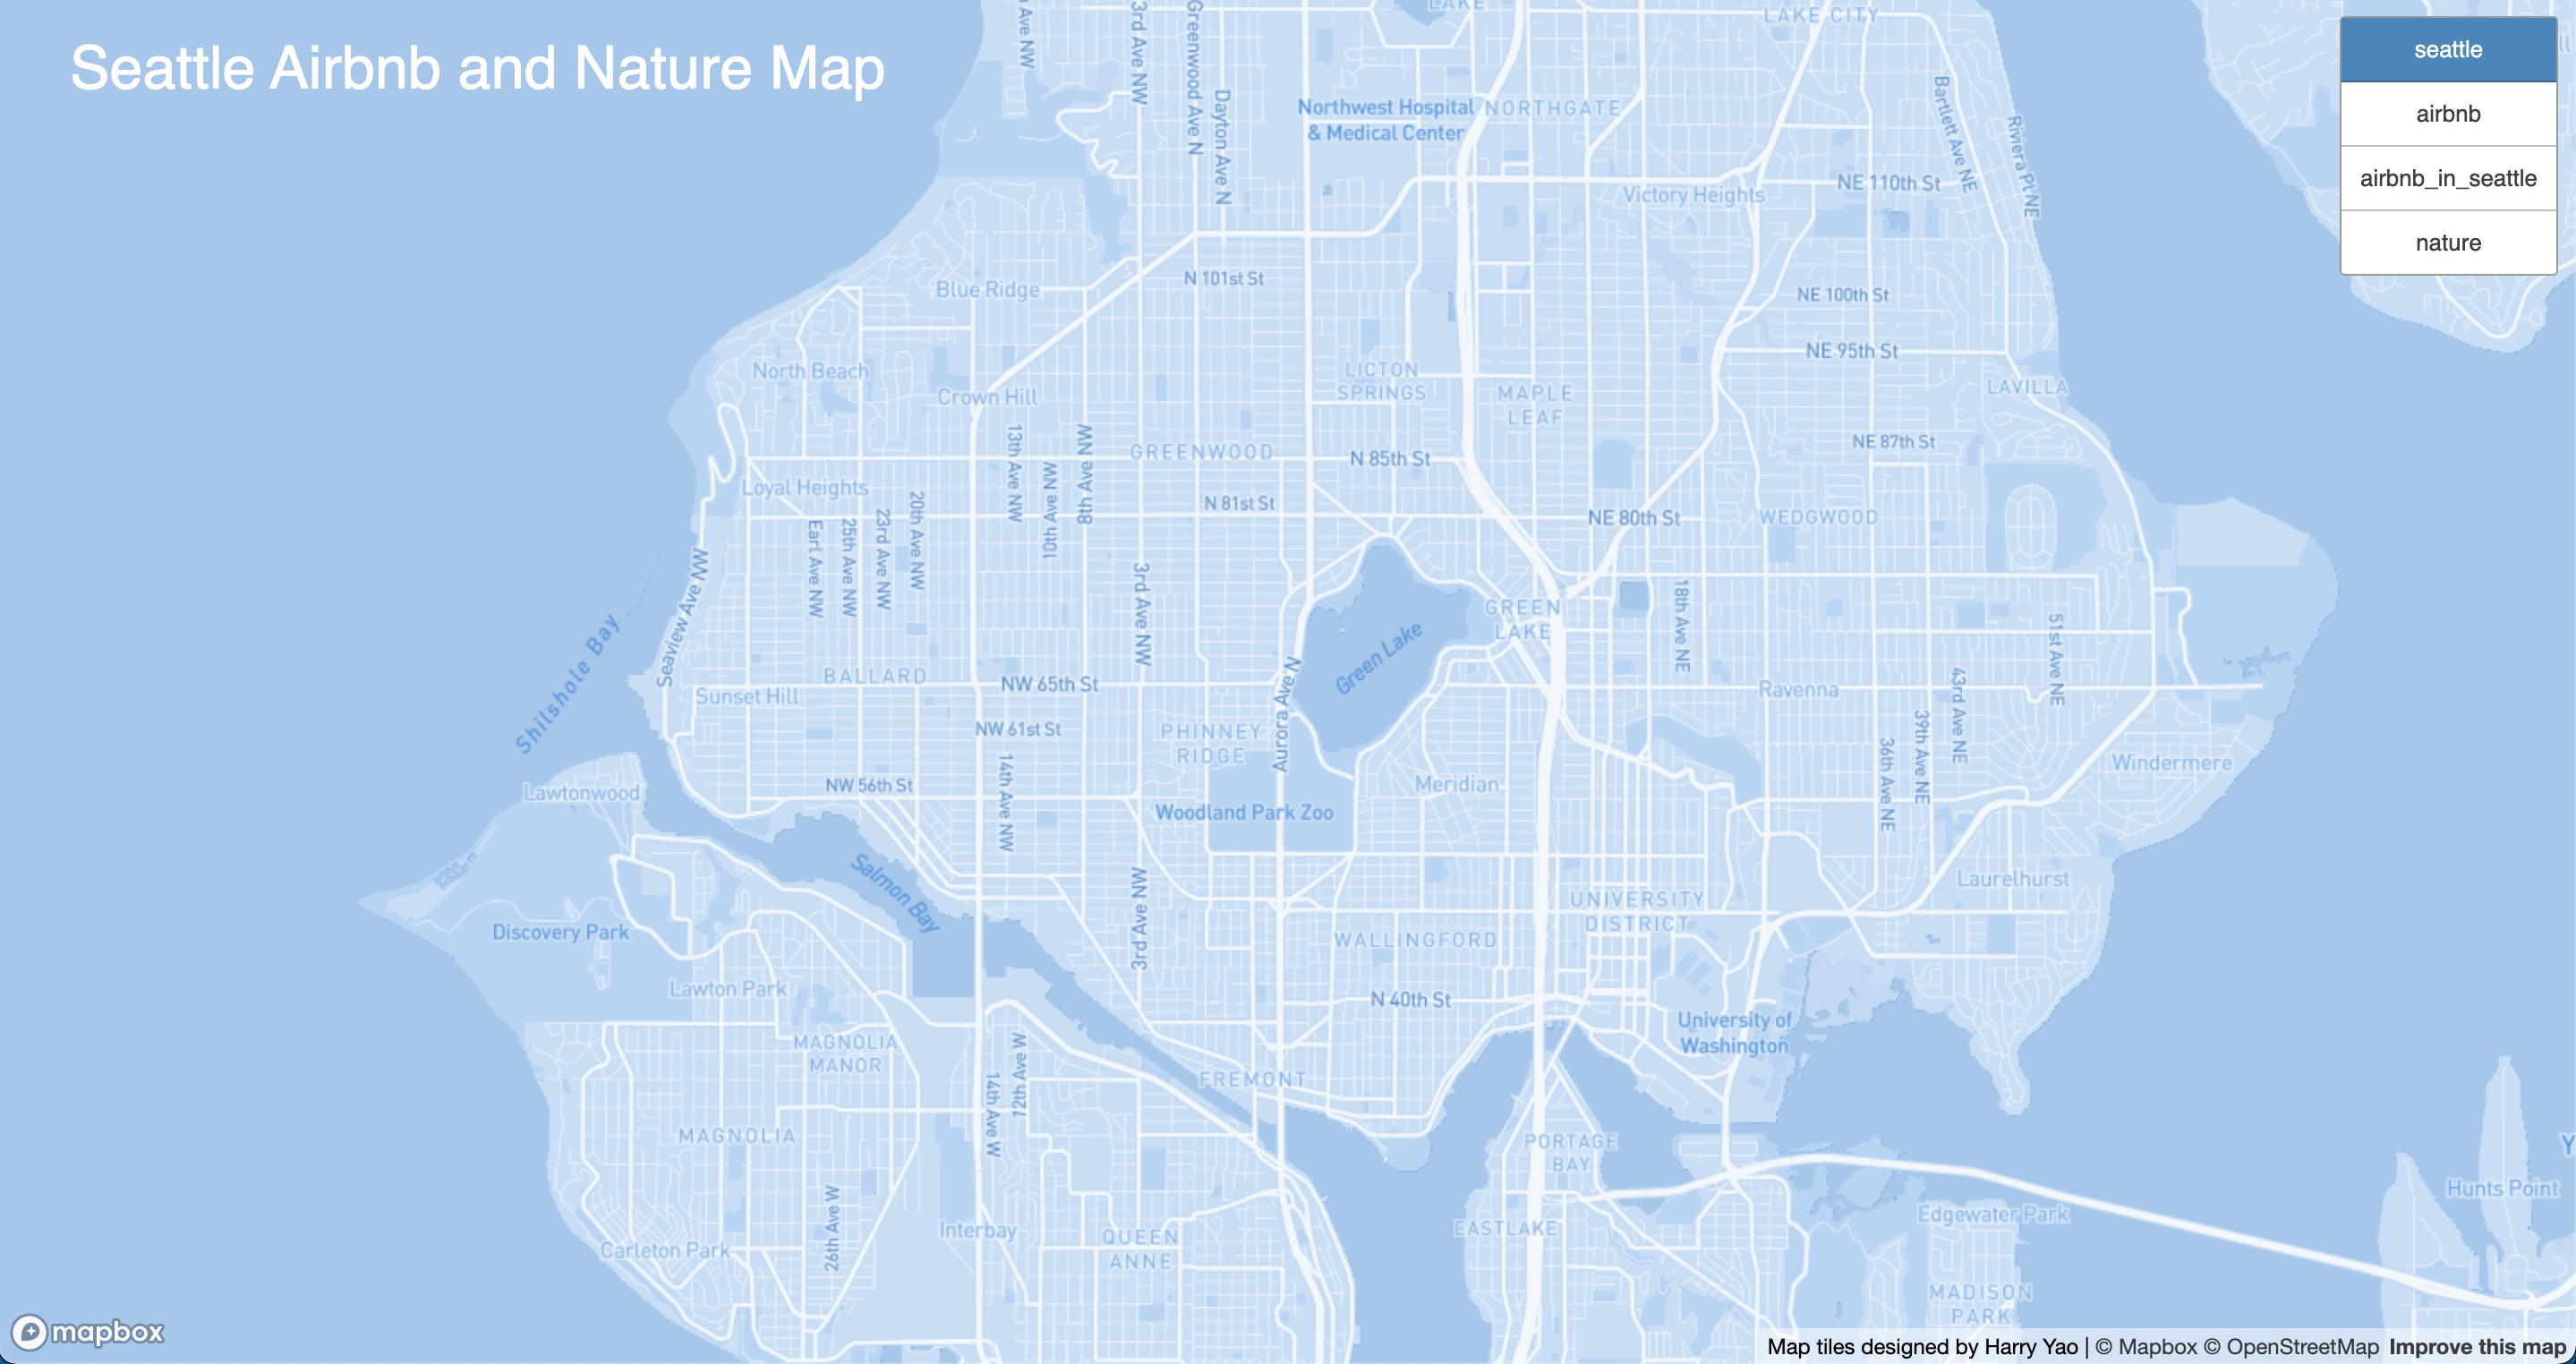 Seattle Airbnb and Nature Map
seattle
airbnb
airbnb_in_seattle
nature
LAKE
LAKE CITY
3rd Ave NW
Greenwood Ave N
Dayton Ave N
Northwest Hospital
& Medical Center
NORTHGATE
Bartlett Ave NE
Riviera Pl NE
Victory Heights
NE 110th St
N 101st St
Blue Ridge
NE 100th St
NE 95th St
North Beach
Crown Hill
LICTON
SPRINGS
MAPLE
LEAF
LAVILLA
GREENWOOD
N 85th St
NE 87th St
13th Ave NW
10th Ave NW
8th Ave NW
Loyal Heights
N 81st St
NE 80th St
WEDGWOOD
Earl Ave NW
25th Ave NW
23rd Ave NW
20th Ave NW
Seaview Ave NW
3rd Ave NW
GREEN
LAKE
Green Lake
18th Ave NE
51st Ave NE
Shilshole Bay
BALLARD
Sunset Hill
NW 65th St
Aurora Ave N
Ravenna
43rd Ave NE
39th Ave NE
36th Ave NE
NW 61st St
PHINNEY
RIDGE
Windermere
Lawtonwood
NW 56th St
14th Ave NW
Meridian
Woodland Park Zoo
Salmon Bay
3rd Ave NW
Laurelhurst
UNIVERSITY
DISTRICT
Discovery Park
WALLINGFORD
Lawton Park
N 40th St
University of
Washington
MAGNOLIA
MANOR
12th Ave W
14th Ave W
FREMONT
MAGNOLIA
PORTAGE
BAY
Hunts Point
26th Ave W
Edgewater Park
Interbay
QUEEN
ANNE
EASTLAKE
Carleton Park
MADISON
PARK
mapbox
Map tiles designed by Harry Yao | © Mapbox © OpenStreetMap Improve this map